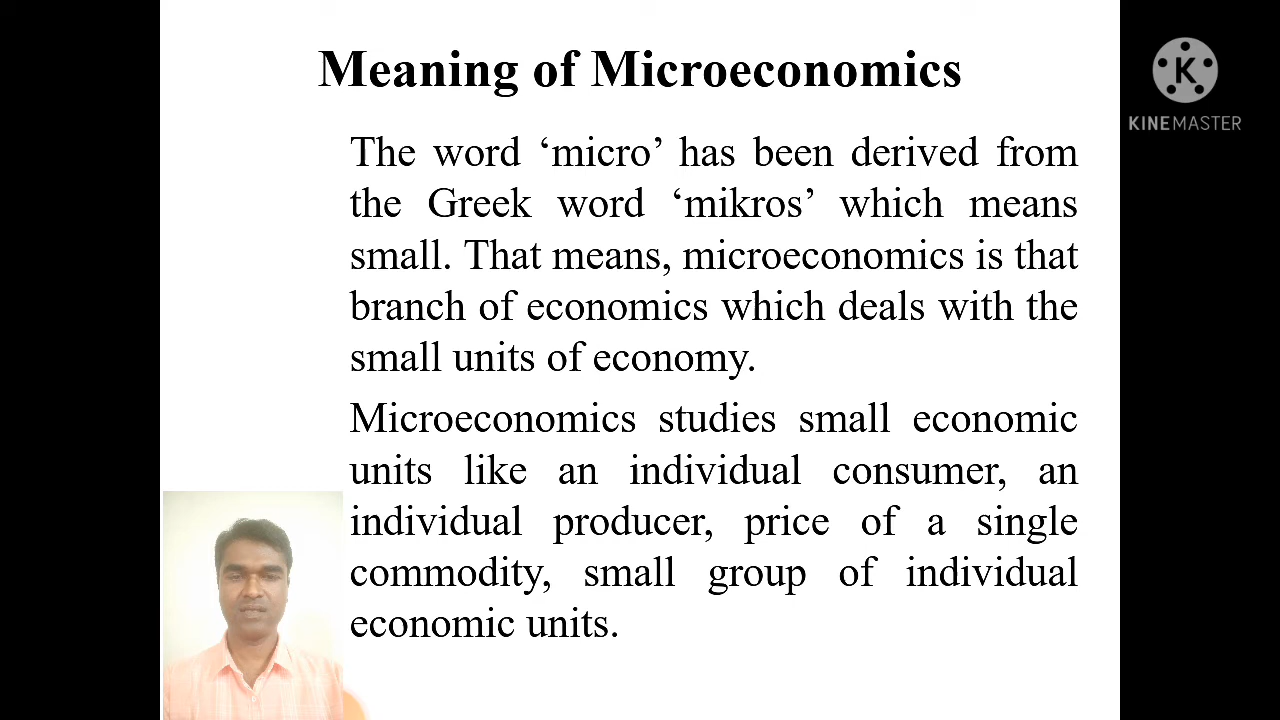 Meaning of Microeconomics
K
KINEMASTER
The word ‘micro’ has been derived from
the Greek word ‘mikros’ which means
small. That means, microeconomics is that
branch of economics which deals with the
small units of economy.
Microeconomics studies small economic
units like an individual consumer, an
individual producer, price of a single
commodity, small group of individual
economic units.